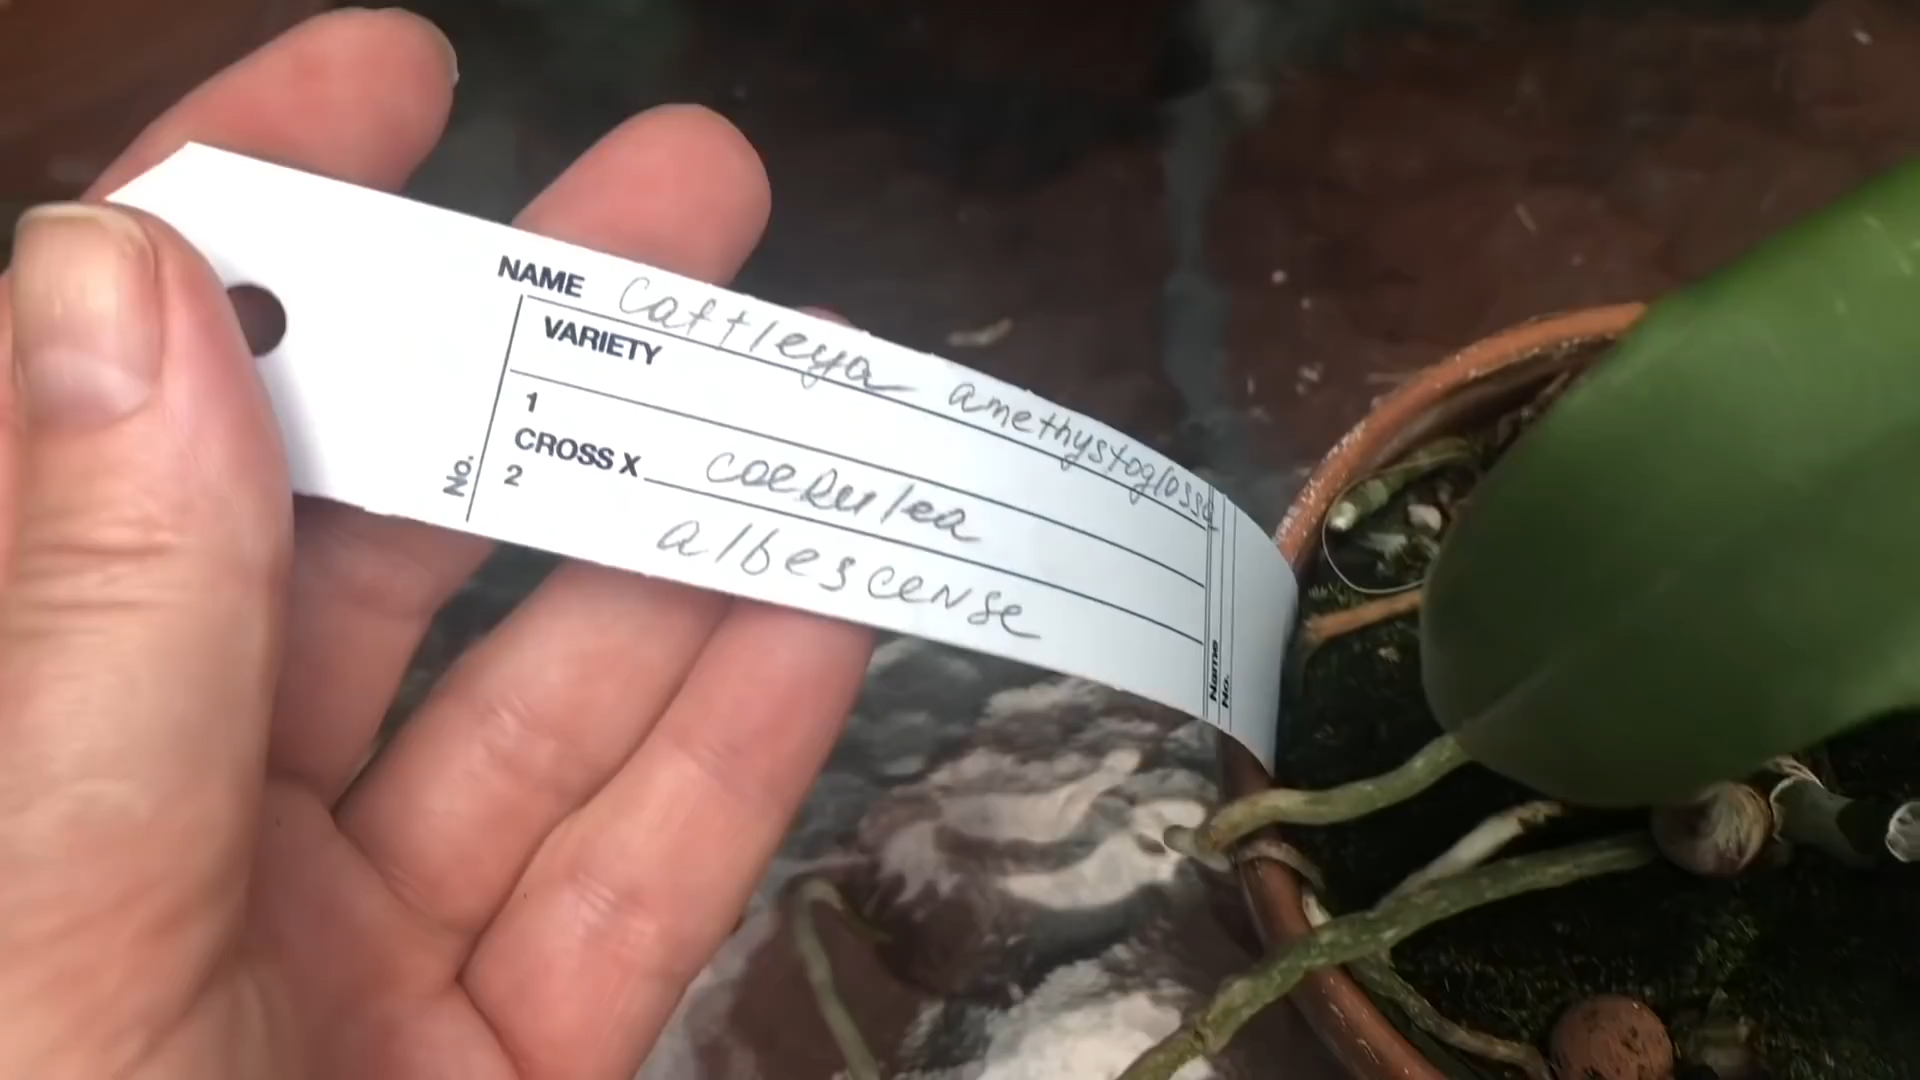 NAME Cattleya amethystoglossa
VARIETY
1
CROSS X coerulea
2
albescense
No.
Name
No.